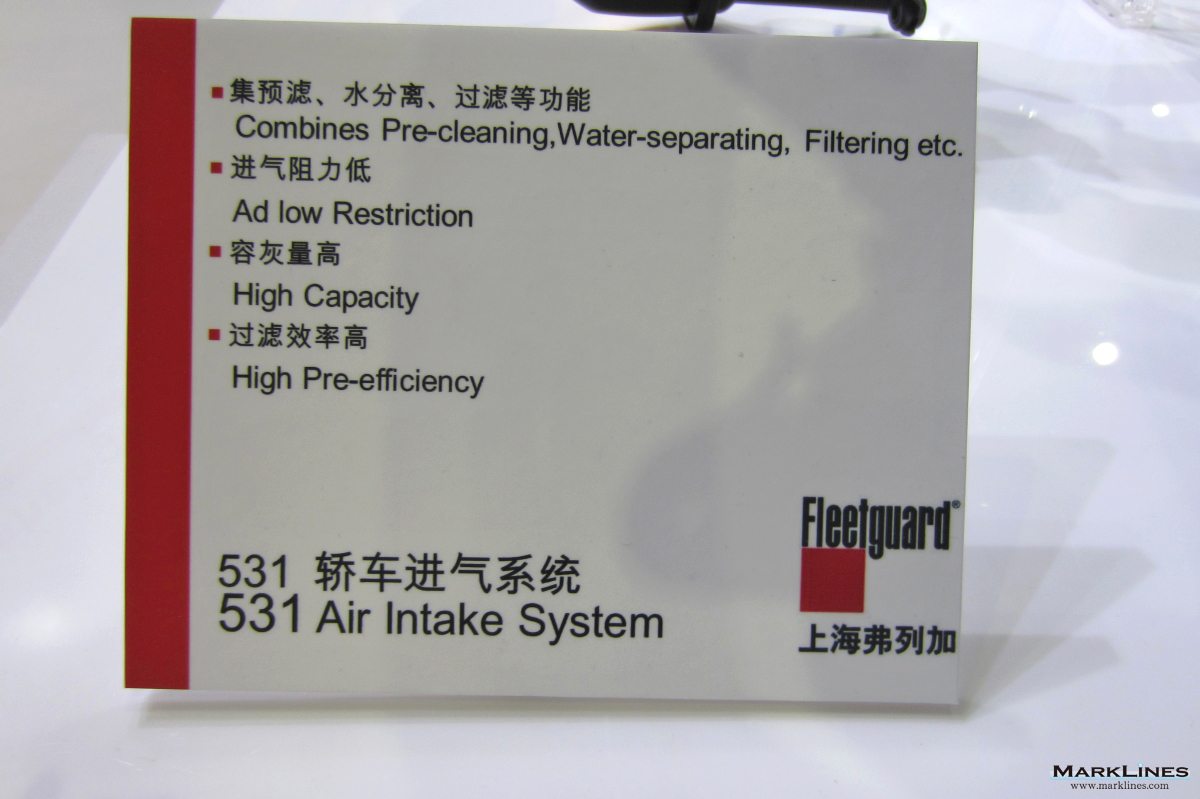 集预滤、水分离、过滤等功能
Combines Pre-cleaning,Water-separating, Filtering etc.
进气阻力低
Ad low Restriction
容灰量高
High Capacity
过滤效率高
High Pre-efficiency
531 轿车进气系统
531 Air Intake System
Fleetguard®
上海弗列加
MARKLINES
www.marklines.com